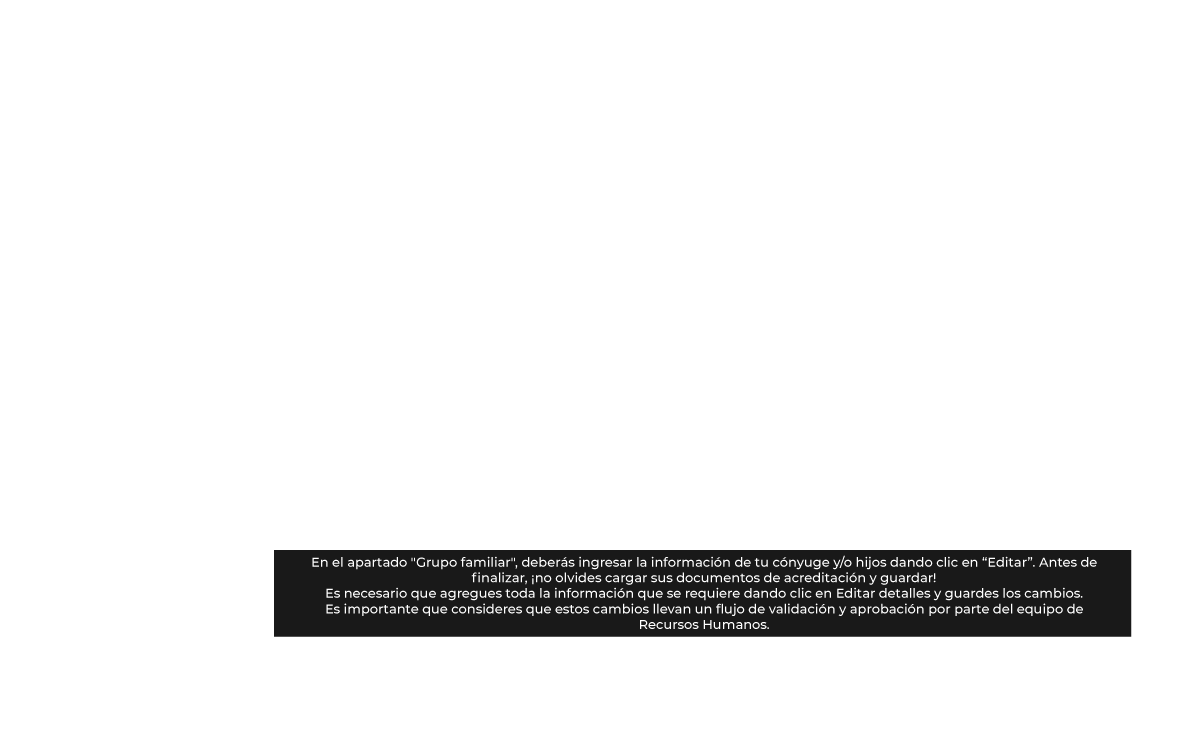 En el apartado "Grupo familiar", deberás ingresar la información de tu cónyuge y/o hijos dando clic en “Editar”. Antes de
finalizar, ¡no olvides cargar sus documentos de acreditación y guardar!
Es necesario que agregues toda la información que se requiere dando clic en Editar detalles y guardes los cambios.
Es importante que consideres que estos cambios llevan un flujo de validación y aprobación por parte del equipo de
Recursos Humanos.